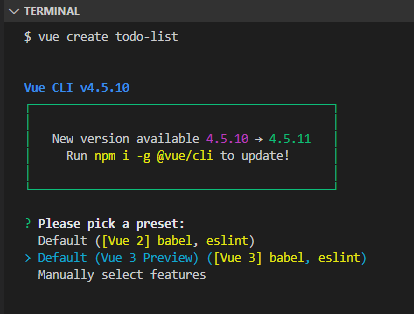 TERMINAL
$ vue create todo-list
Vue CLI v4.5.10
New version available 4.5.10 → 4.5.11
Run npm i -g @vue/cli to update!
? Please pick a preset:
Default ([Vue 2] babel, eslint)
> Default (Vue 3 Preview) ([Vue 3] babel, eslint)
Manually select features